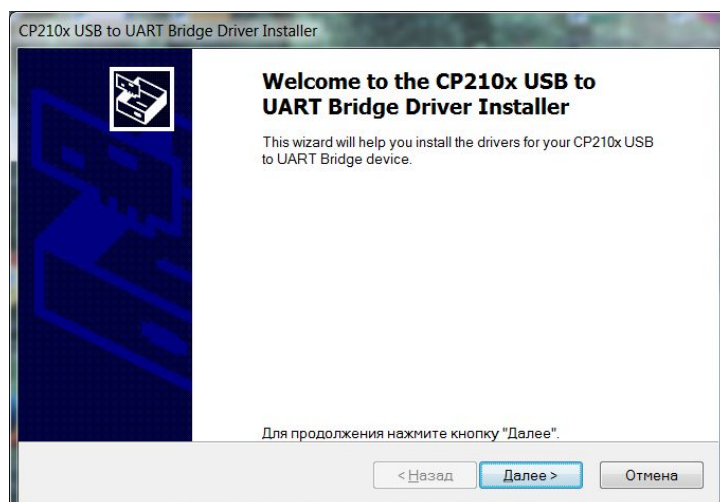 CP210x USB to UART Bridge Driver Installer
Welcome to the CP210x USB to
UART Bridge Driver Installer
This wizard will help you install the drivers for your CP210x USB
to UART Bridge device.
Для продолжения нажмите кнопку "Далее".
< Назад
Далее >
Отмена